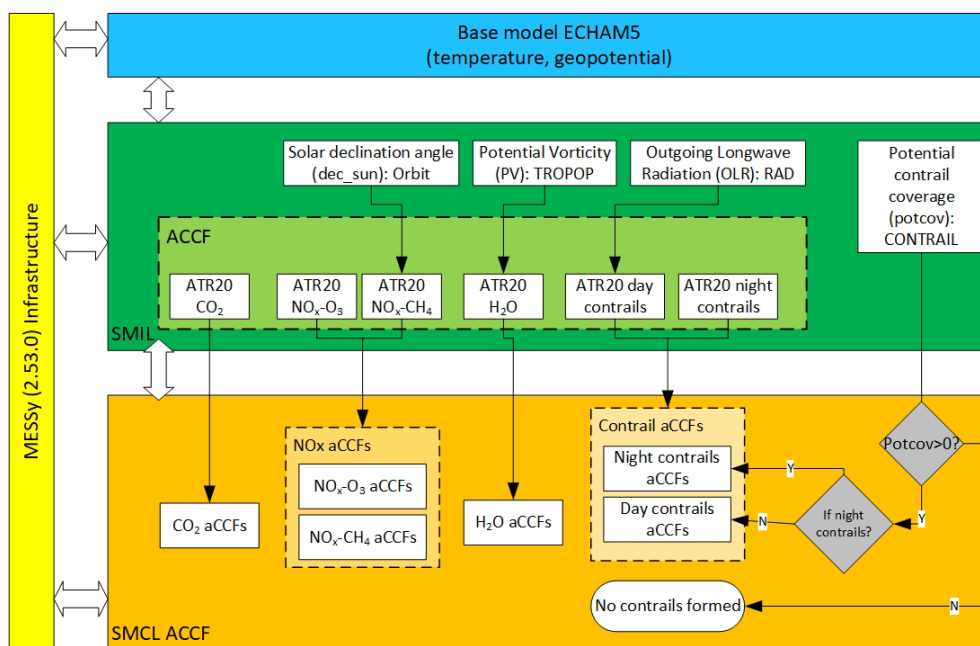 MESSy (2.53.0) Infrastructure
Base model ECHAM5
(temperature, geopotential)
Solar declination angle
(dec_sun): Orbit
Potential Vorticity
(PV): TROPOP
Outgoing Longwave
Radiation (OLR): RAD
Potential
contrail
coverage
(potcov):
CONTRAIL
ACCF
ATR20
CO₂
ATR20
NOₓ-O₃
ATR20
NOₓ-CH₄
ATR20
H₂O
ATR20 day
contrails
ATR20 night
contrails
SMIL
NOx aCCFs
NOₓ-O₃ aCCFs
NOₓ-CH₄ aCCFs
CO₂ aCCFs
H₂O aCCFs
Contrail aCCFs
Night contrails
aCCFs
Day contrails
aCCFs
Potcov>0?
Y
If night
contrails?
Y
N
No contrails formed
N
SMCL ACCF